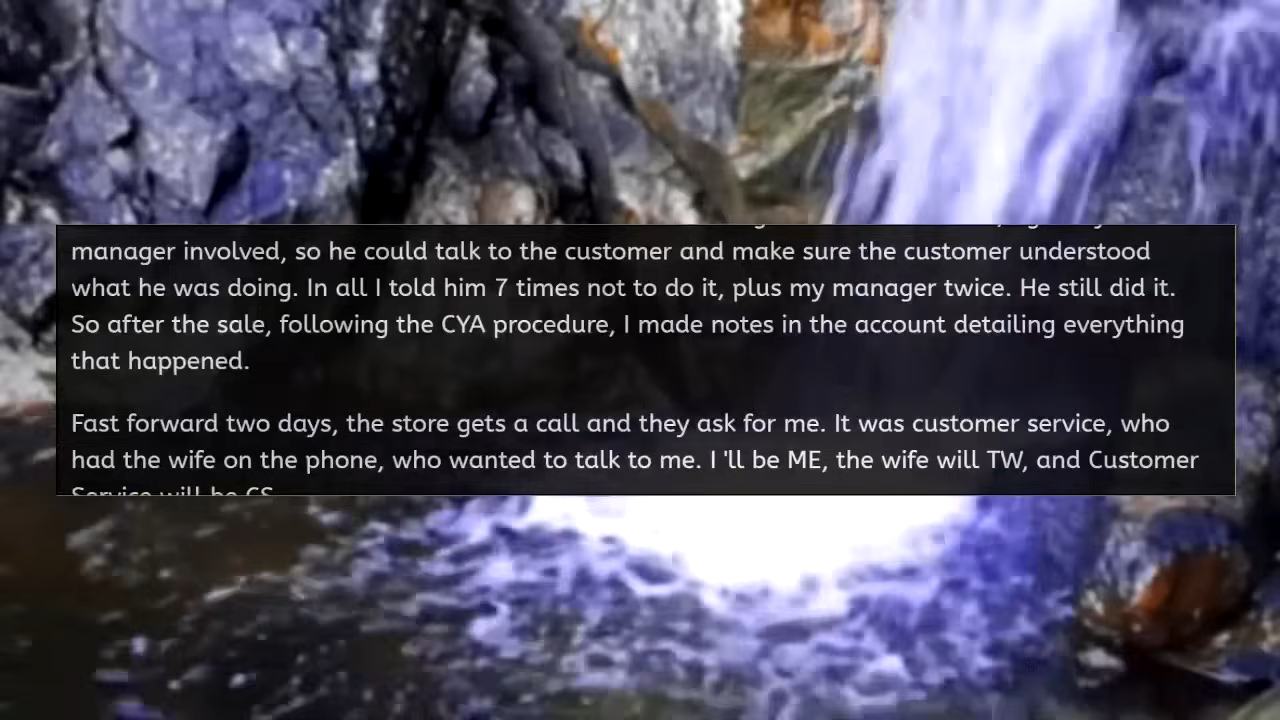 manager involved, so he could talk to the customer and make sure the customer understood
what he was doing. In all I told him 7 times not to do it, plus my manager twice. He still did it.
So after the sale, following the CYA procedure, I made notes in the account detailing everything
that happened.
Fast forward two days, the store gets a call and they ask for me. It was customer service, who
had the wife on the phone, who wanted to talk to me. I 'll be ME, the wife will TW, and Customer
Service will be CS